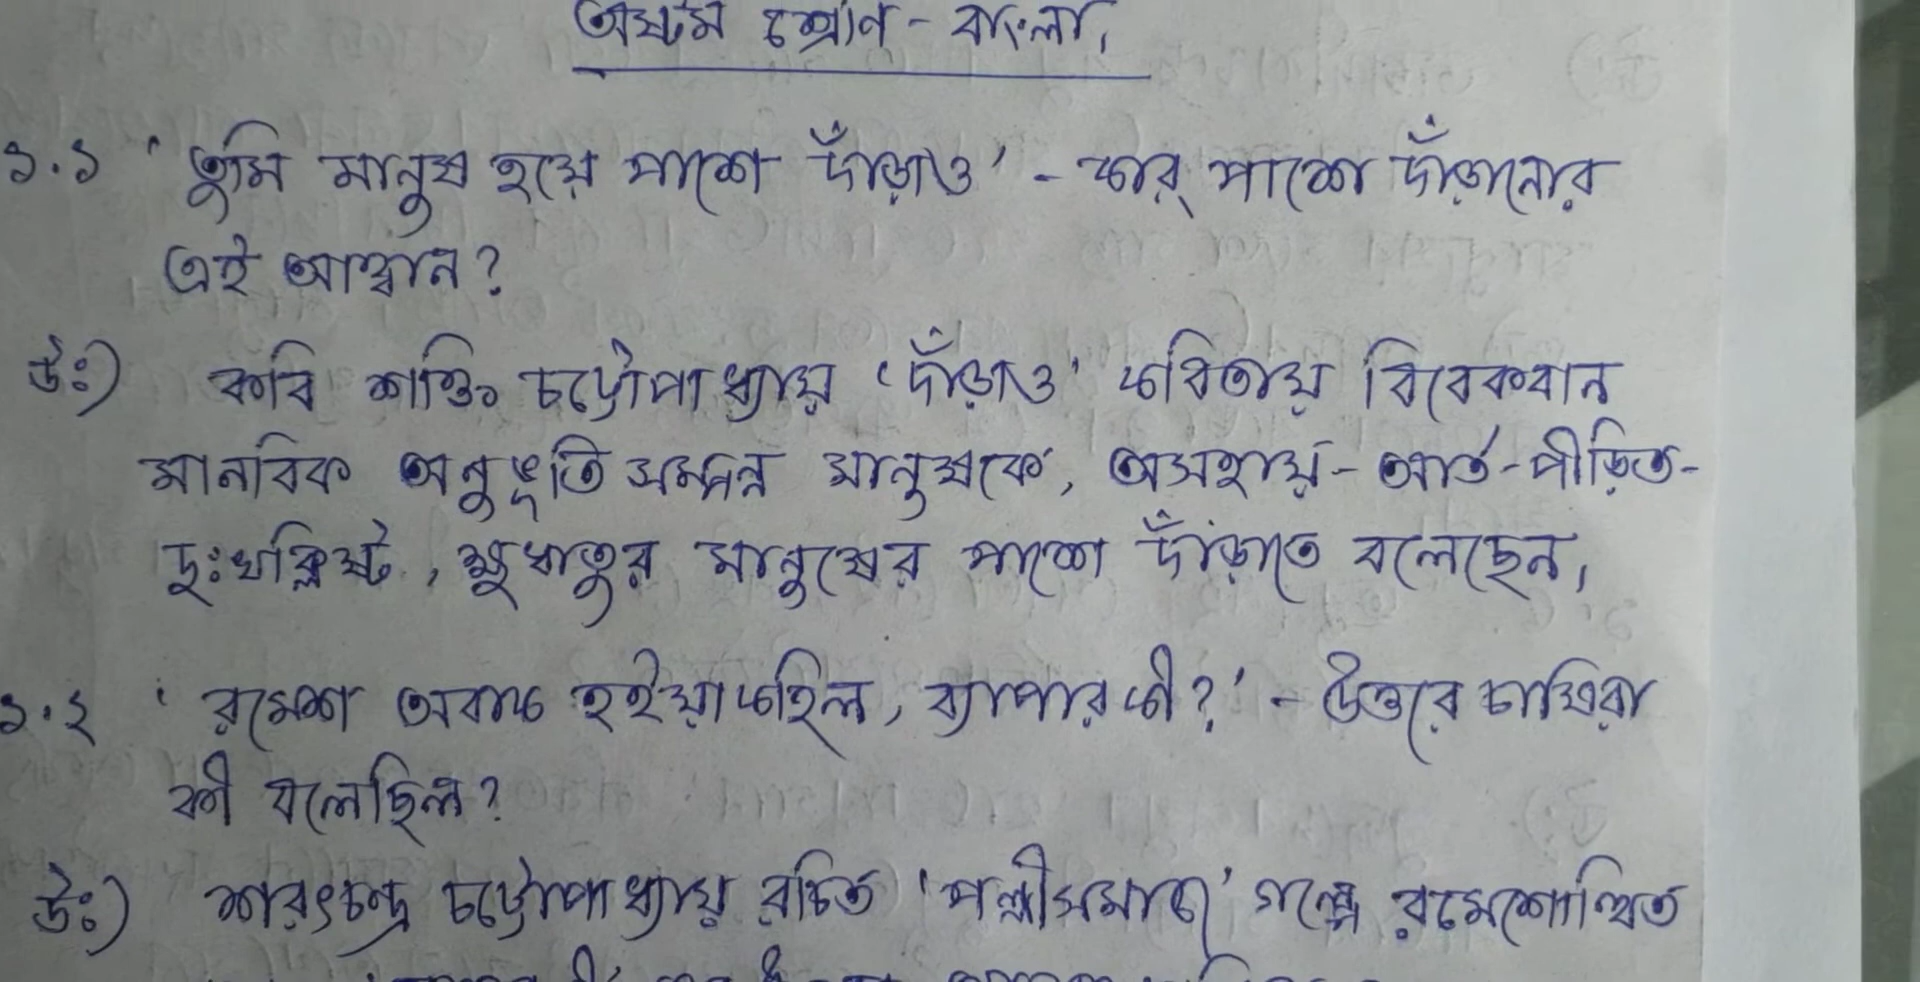 অষ্টম শ্রেণি - বাংলা।
১.১ ' তুমি মানুষ হয়ে পাশে দাঁড়াও' - কার পাশে দাঁড়ানোর
এই আহ্বান?
উঃ) কবি শক্তি চট্টোপাধ্যায় 'দাঁড়াও' কবিতায় বিবেকবান
মানবিক অনুভূতি সম্পন্ন মানুষকে, অসহায়-আর্ত-পীড়িত-
দুঃখক্লিষ্ট, ক্ষুধাতুর মানুষের পাশে দাঁড়াতে বলেছেন।
১.২ ' রমেশ অবাক হইয়া কহিল, ব্যাপার কী?' - উত্তরে চাষিরা
কী বলেছিল?
উঃ) শরৎচন্দ্র চট্টোপাধ্যায় রচিত 'পল্লীসমাজ' গল্পে